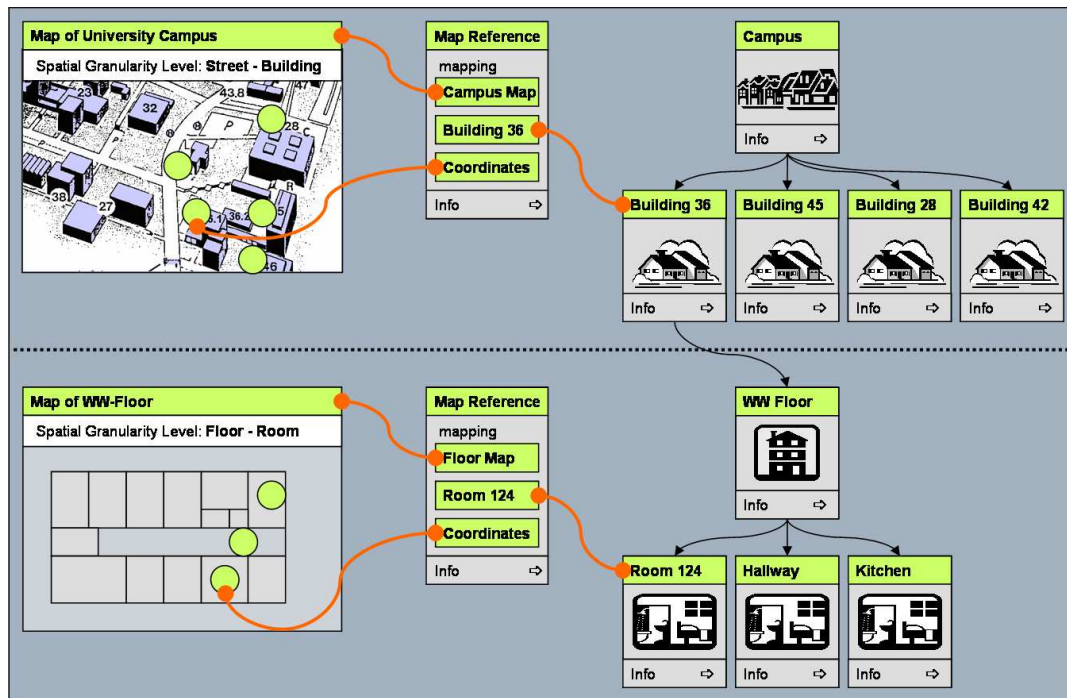 Map of University Campus
Spatial Granularity Level: Street - Building
23
32
43.8
47
P
28
C
P
R
38
27
36.2
46
Map Reference
mapping
Campus Map
Building 36
Coordinates
Info
Campus
Info
Building 36
Info
Building 45
Info
Building 28
Info
Building 42
Info
Map of WW-Floor
Spatial Granularity Level: Floor - Room
Map Reference
mapping
Floor Map
Room 124
Coordinates
Info
WW Floor
Info
Room 124
Info
Hallway
Info
Kitchen
Info